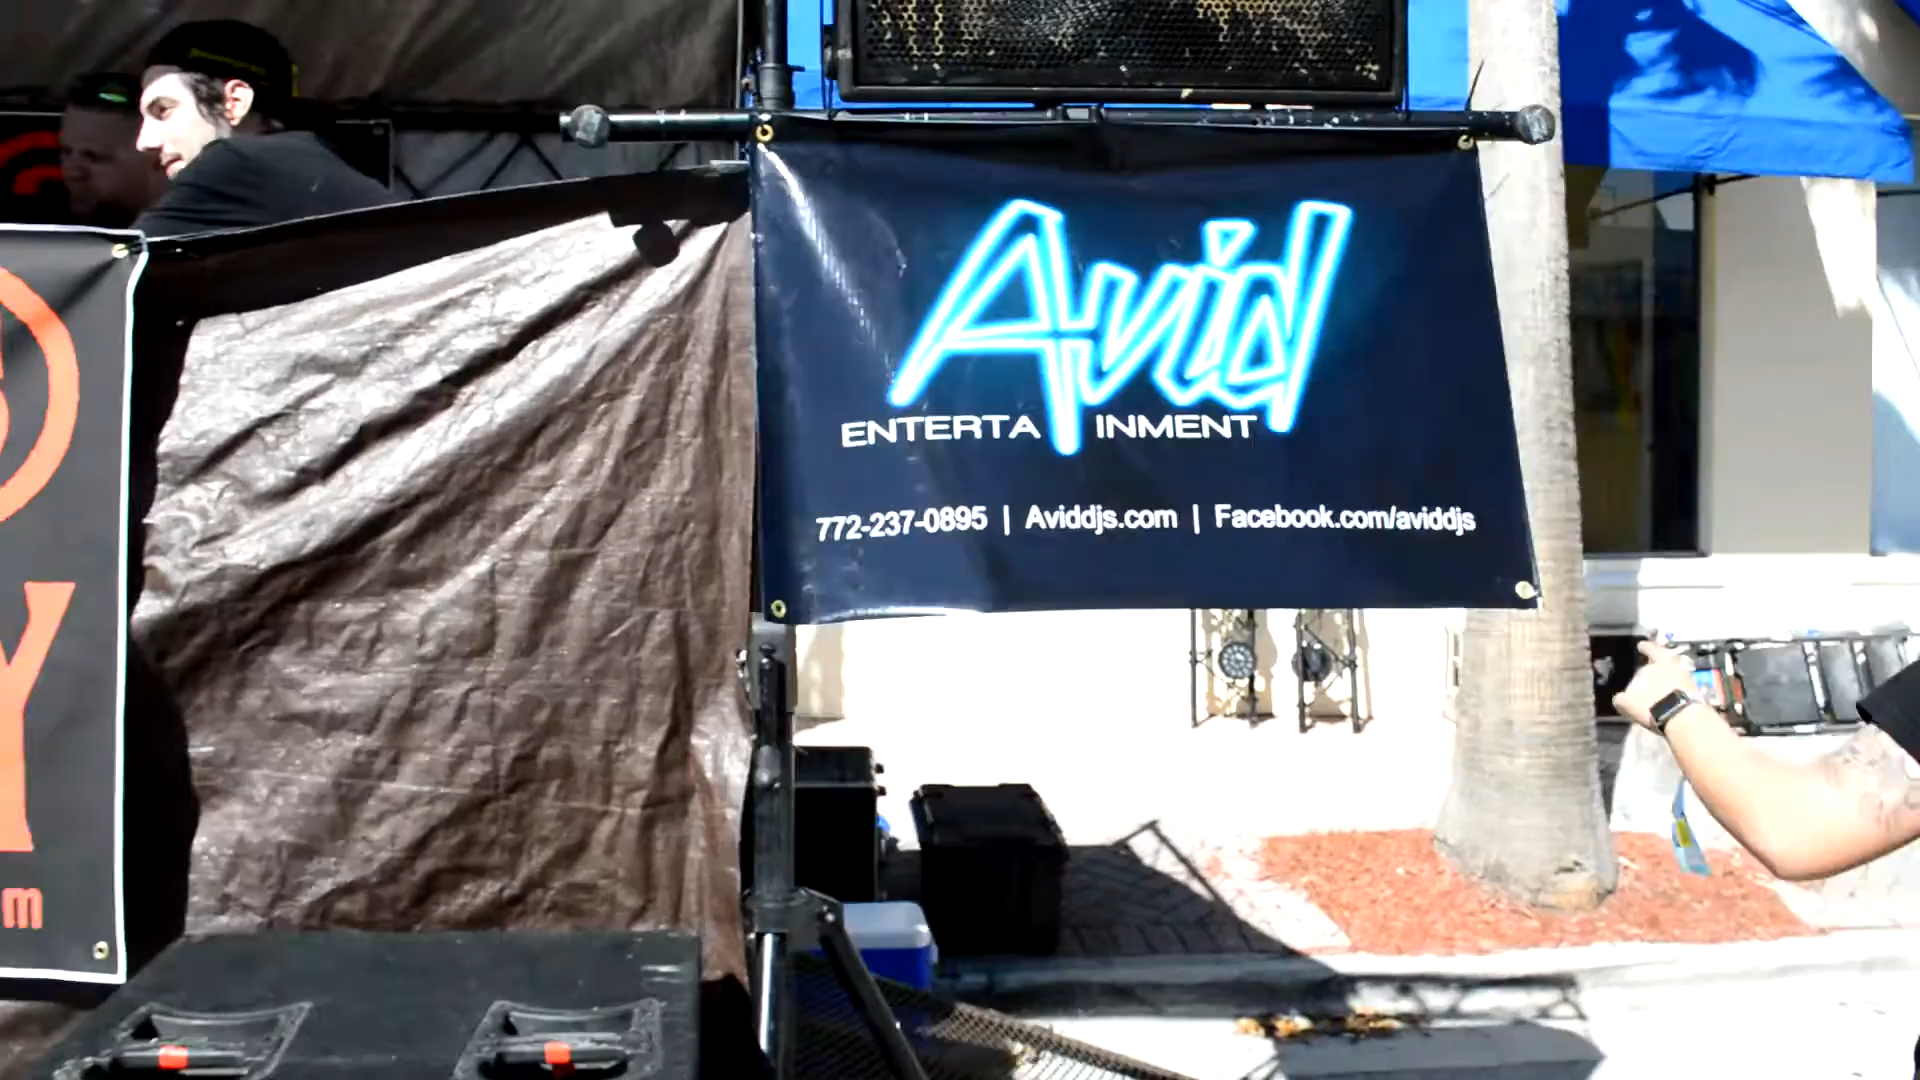 Avid
ENTERTAINMENT
772-237-0895 | Aviddjs.com | Facebook.com/aviddjs
Y
m